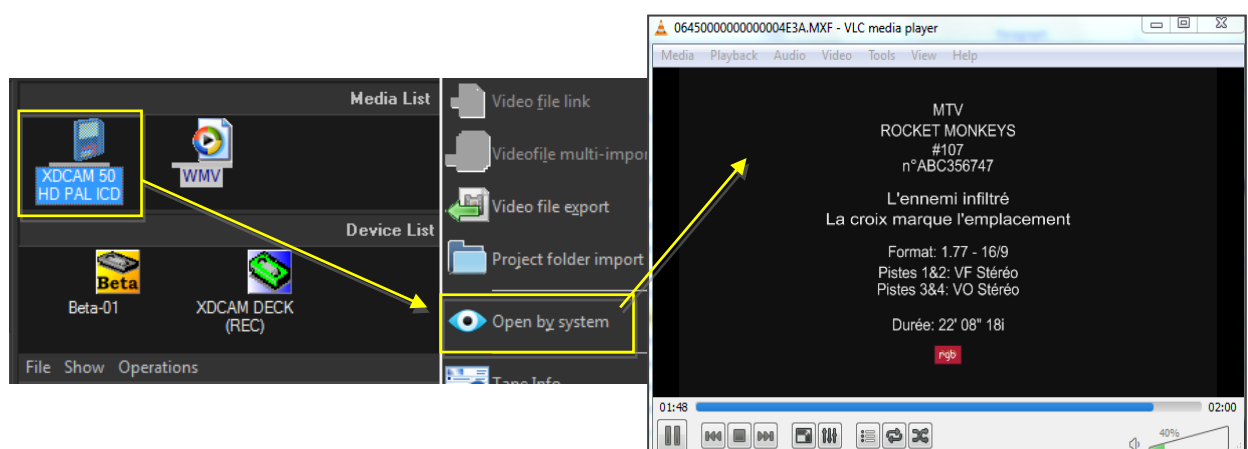 Media List
XDCAM 50
HD PAL ICD
WMV
Device List
Beta
Beta-01
XDCAM DECK
(REC)
File Show Operations
Video file link
Videofile multi-impor
Video file export
Project folder import
Open by system
Tape Info
06450000000000004E3A.MXF - VLC media player
Media Playback Audio Video Tools View Help
MTV
ROCKET MONKEYS
#107
n°ABC356747
L'ennemi infiltré
La croix marque l'emplacement
Format: 1.77 - 16/9
Pistes 1&2: VF Stéréo
Pistes 3&4: VO Stéréo
Durée: 22' 08" 18i
rgb
01:48
02:00
40%